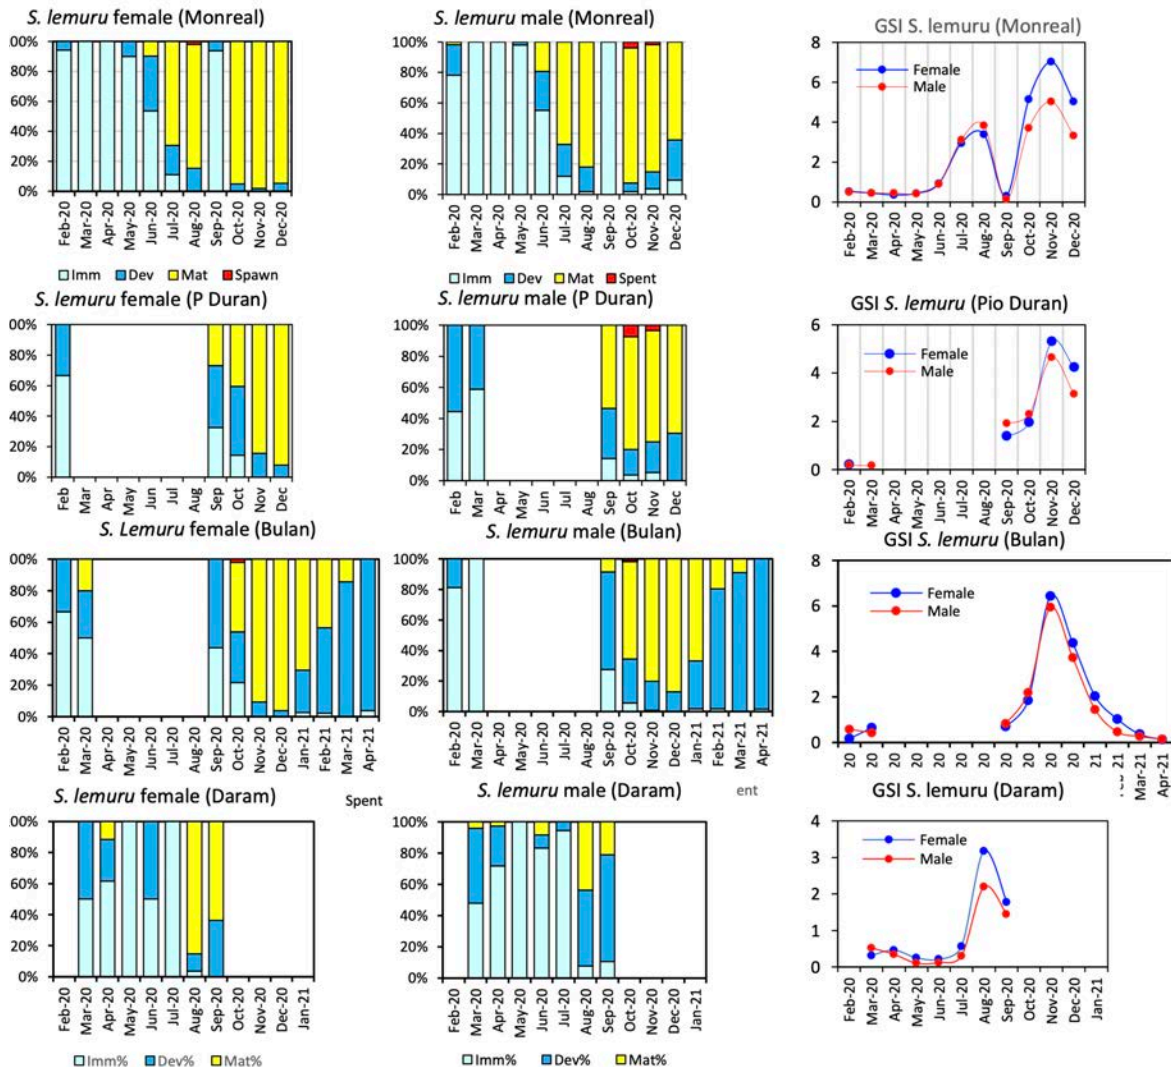 S. lemuru female (Monreal)
100%
80%
60%
40%
20%
0%
Feb-20
Mar-20
Apr-20
May-20
Jun-20
Jul-20
Aug-20
Sep-20
Oct-20
Nov-20
Dec-20
Imm Dev Mat Spawn
S. lemuru male (Monreal)
100%
80%
60%
40%
20%
0%
Feb-20
Mar-20
Apr-20
May-20
Jun-20
Jul-20
Aug-20
Sep-20
Oct-20
Nov-20
Dec-20
Imm Dev Mat Spent
GSI S. lemuru (Monreal)
Female
Male
8
6
4
2
0
Feb-20
Mar-20
Apr-20
May-20
Jun-20
Jul-20
Aug-20
Sep-20
Oct-20
Nov-20
Dec-20
S. lemuru female (P Duran)
100%
80%
60%
40%
20%
0%
Feb
Mar
Apr
May
Jun
Jul
Aug
Sep
Oct
Nov
Dec
S. lemuru male (P Duran)
100%
80%
60%
40%
20%
0%
Feb
Mar
Apr
May
Jun
Jul
Aug
Sep
Oct
Nov
Dec
GSI S. lemuru (Pio Duran)
Female
Male
6
4
2
0
Feb-20
Mar-20
Apr-20
May-20
Jun-20
Jul-20
Aug-20
Sep-20
Oct-20
Nov-20
Dec-20
S. Lemuru female (Bulan)
100%
80%
60%
40%
20%
0%
Feb-20
Mar-20
Apr-20
May-20
Jun-20
Jul-20
Aug-20
Sep-20
Oct-20
Nov-20
Dec-20
Jan-21
Feb-21
Mar-21
Apr-21
S. lemuru male (Bulan)
100%
80%
60%
40%
20%
0%
Feb-20
Mar-20
Apr-20
May-20
Jun-20
Jul-20
Aug-20
Sep-20
Oct-20
Nov-20
Dec-20
Jan-21
Feb-21
Mar-21
Apr-21
GSI S. lemuru (Bulan)
Female
Male
8
6
4
2
0
20
20
20
20
20
20
20
20
20
20
20
21
21
Mar-21
Apr-21
S. lemuru female (Daram)
Spent
100%
80%
60%
40%
20%
0%
Feb-20
Mar-20
Apr-20
May-20
Jun-20
Jul-20
Aug-20
Sep-20
Oct-20
Nov-20
Dec-20
Jan-21
Imm% Dev% Mat%
S. lemuru male (Daram)
ent
100%
80%
60%
40%
20%
0%
Feb-20
Mar-20
Apr-20
May-20
Jun-20
Jul-20
Aug-20
Sep-20
Oct-20
Nov-20
Dec-20
Jan-21
Imm% Dev% Mat%
GSI S. lemuru (Daram)
Female
Male
4
3
2
1
0
Feb-20
Mar-20
Apr-20
May-20
Jun-20
Jul-20
Aug-20
Sep-20
Oct-20
Nov-20
Dec-20
Jan-21